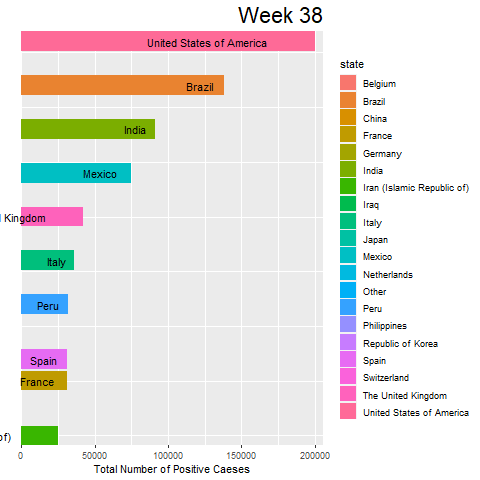 Week 38
United States of America
Brazil
India
Mexico
Kingdom
Italy
Peru
Spain
France
of)
0 50000 100000 150000 200000
Total Number of Positive Caeses
state
Belgium
Brazil
China
France
Germany
India
Iran (Islamic Republic of)
Iraq
Italy
Japan
Mexico
Netherlands
Other
Peru
Philippines
Republic of Korea
Spain
Switzerland
The United Kingdom
United States of America